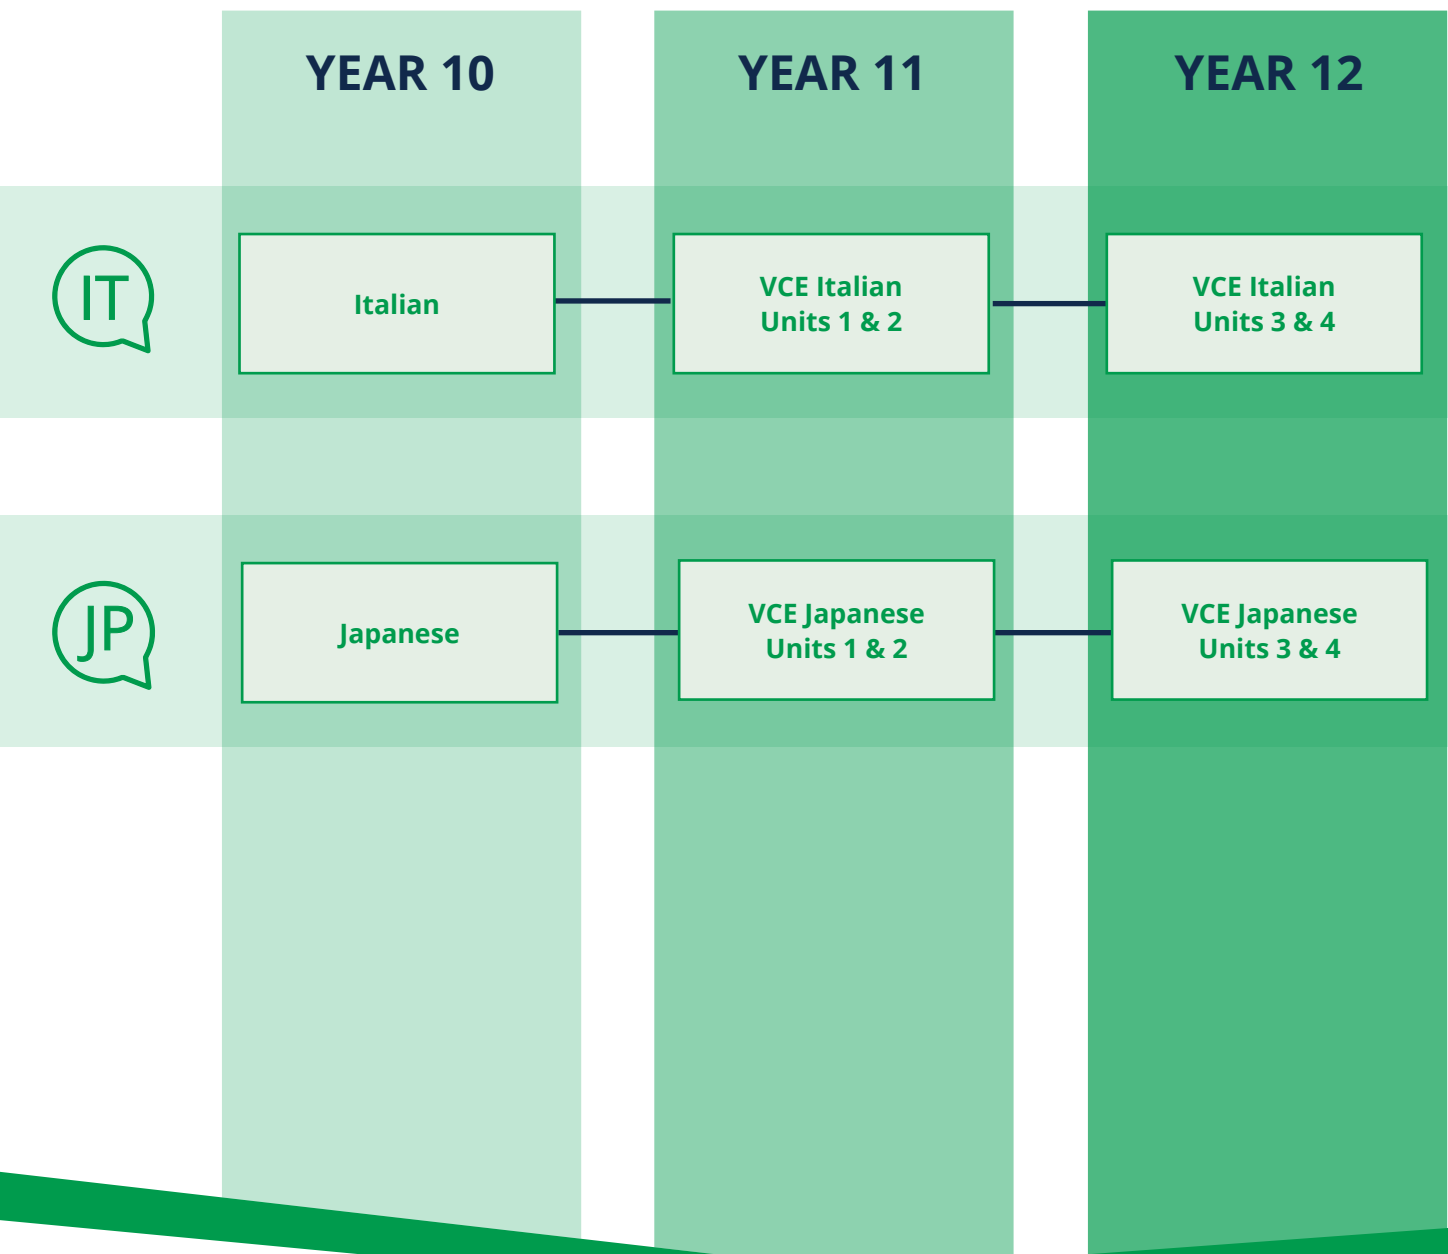 YEAR 10
YEAR 11
YEAR 12
IT
Italian
VCE Italian
Units 1 & 2
VCE Italian
Units 3 & 4
JP
Japanese
VCE Japanese
Units 1 & 2
VCE Japanese
Units 3 & 4